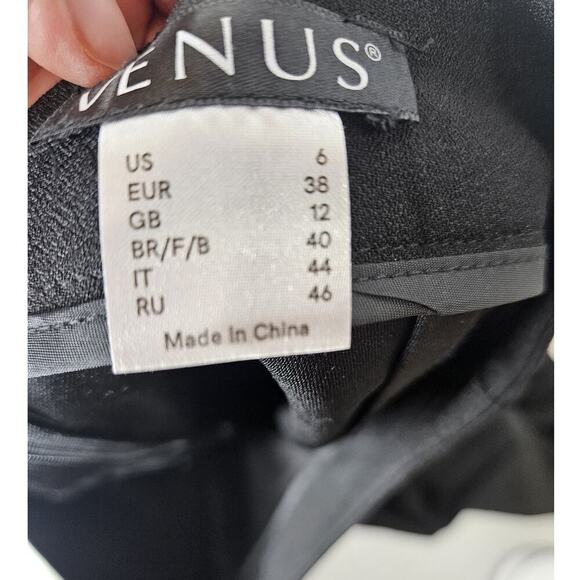 VENUS®
US 6
EUR 38
GB 12
BR/F/B 40
IT 44
RU 46
Made in China